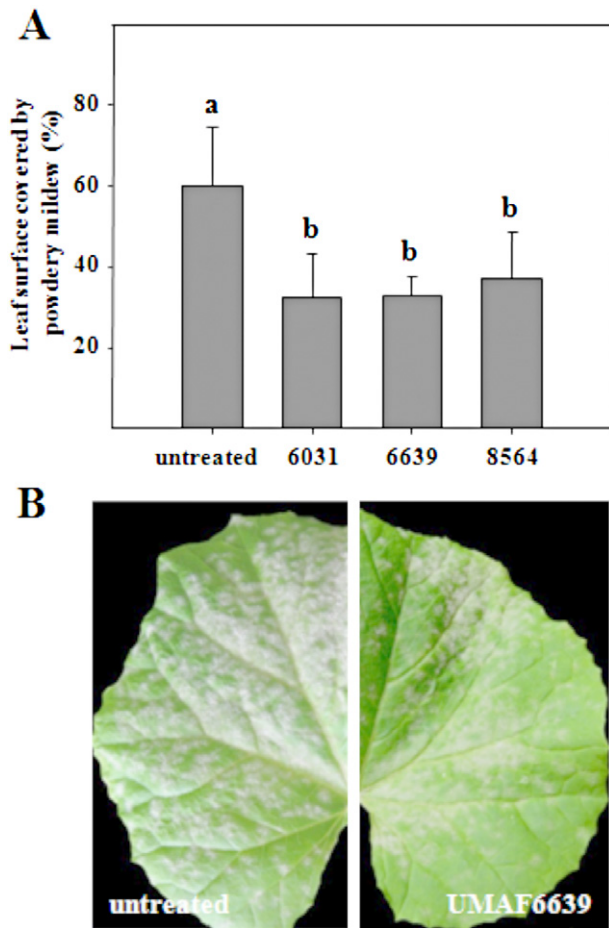 A
Leaf surface covered by
powdery mildew (%)
80
60
40
20
a
b
b
b
untreated 6031 6639 8564
B
untreated
UMAF6639